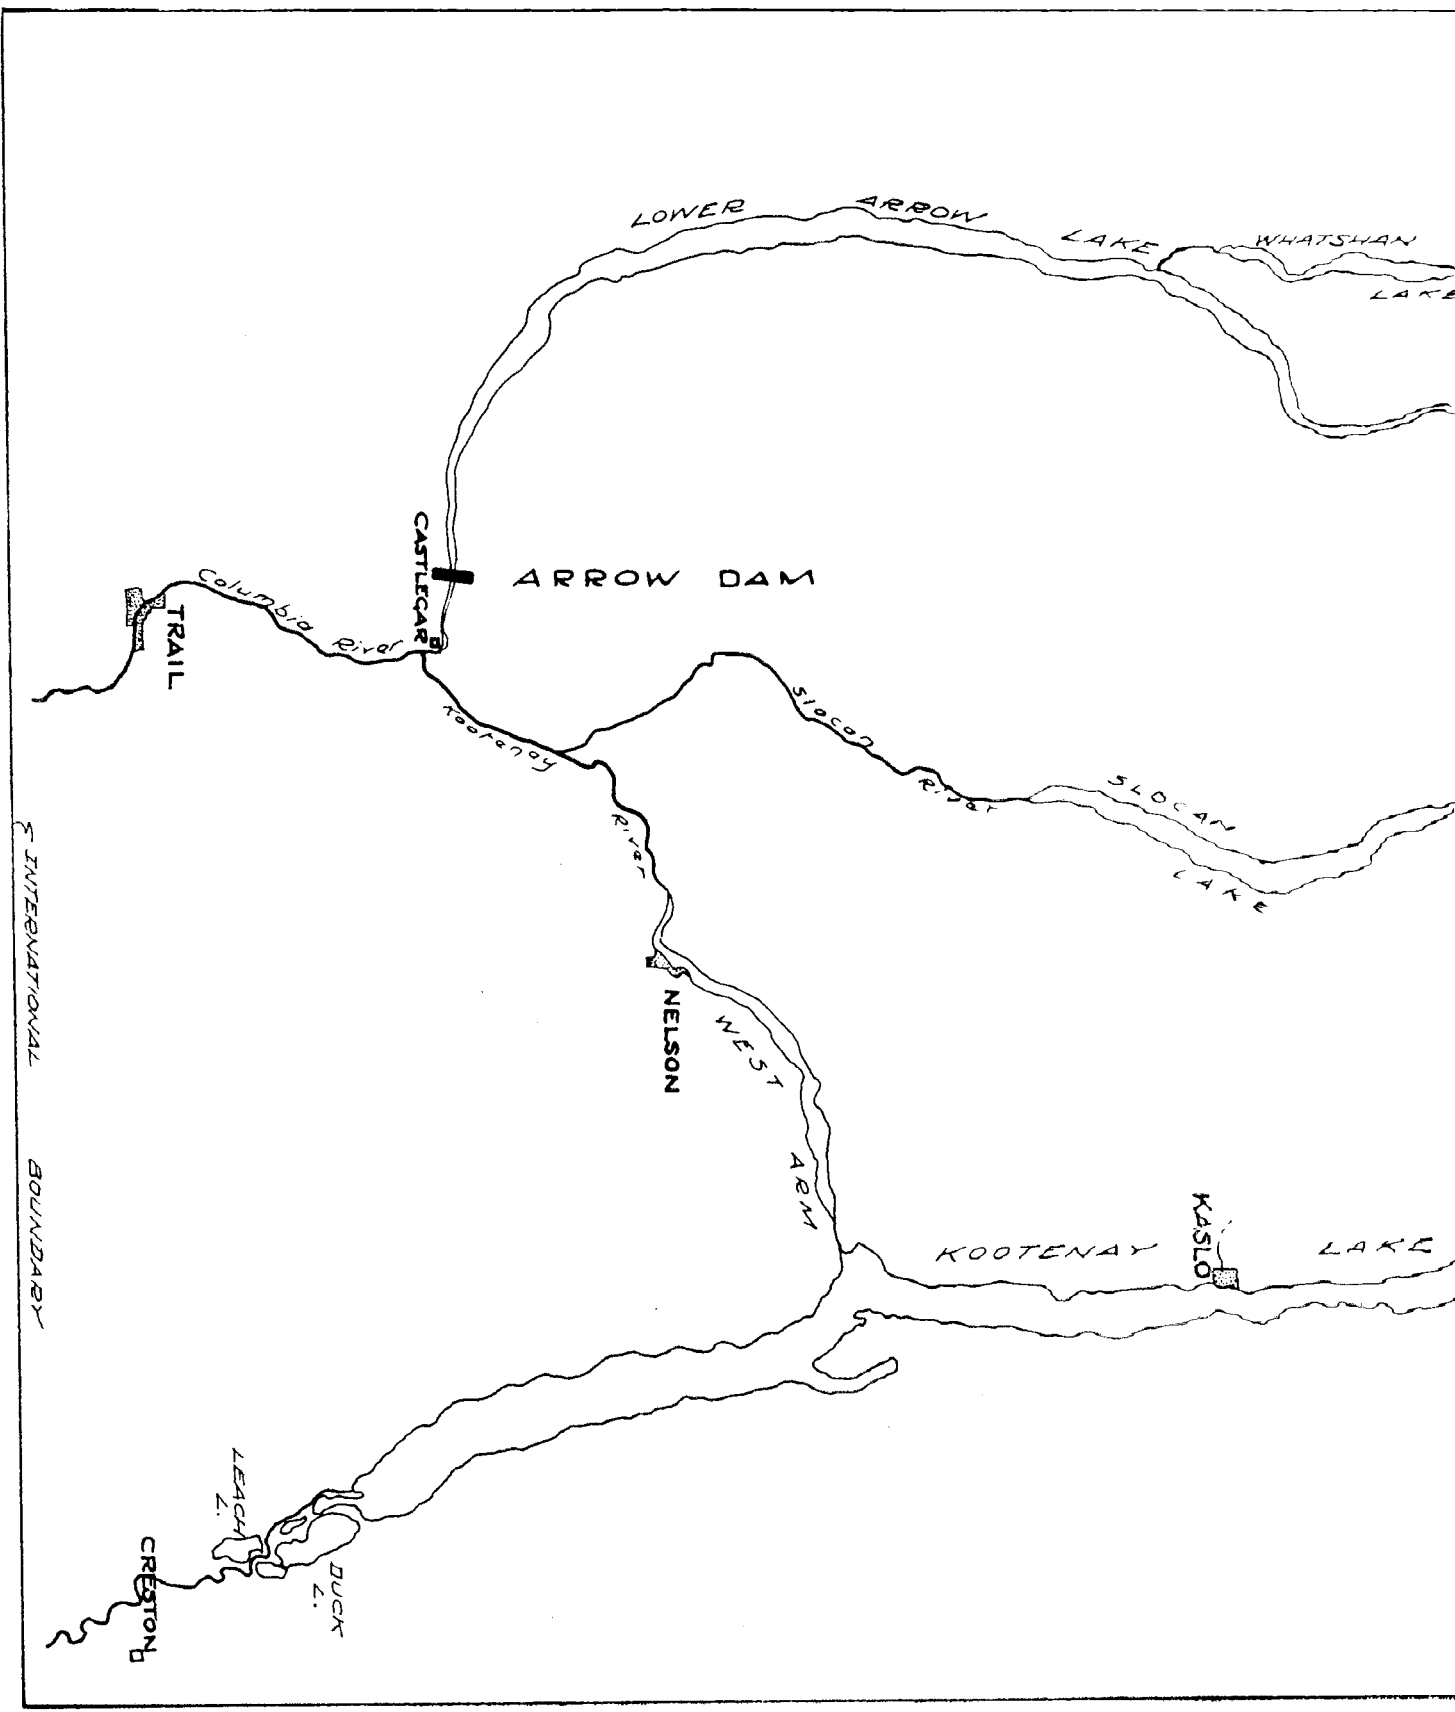 LOWER ARROW LAKE
WHATSHAN
LAKE
CASTLEGAR
ARROW DAM
Columbia River
TRAIL
Kootenay River
Slocan River
SLOCAN
LAKE
INTERNATIONAL BOUNDARY
NELSON
WEST ARM
KOOTENAY LAKE
KASLO
LEACH
L.
DUCK
L.
CRESTON